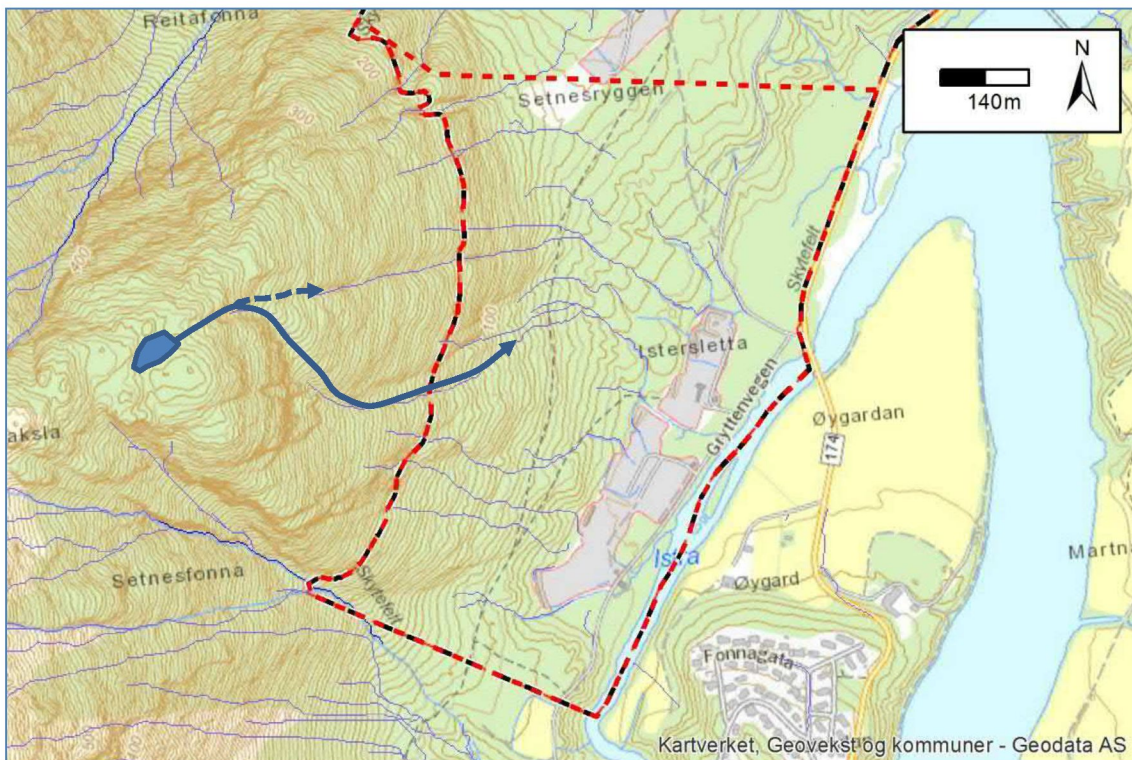 Reitafonna
200
300
400
Setnesryggen
N
140m
Skytefelt
100
Istersletta
Gryttenvegen
Øygardan
174
aksla
Istra
Martna
Setnesfonna
Skytefelt
Øygard
Fonnagata
Kartverket, Geovekst og kommuner - Geodata AS